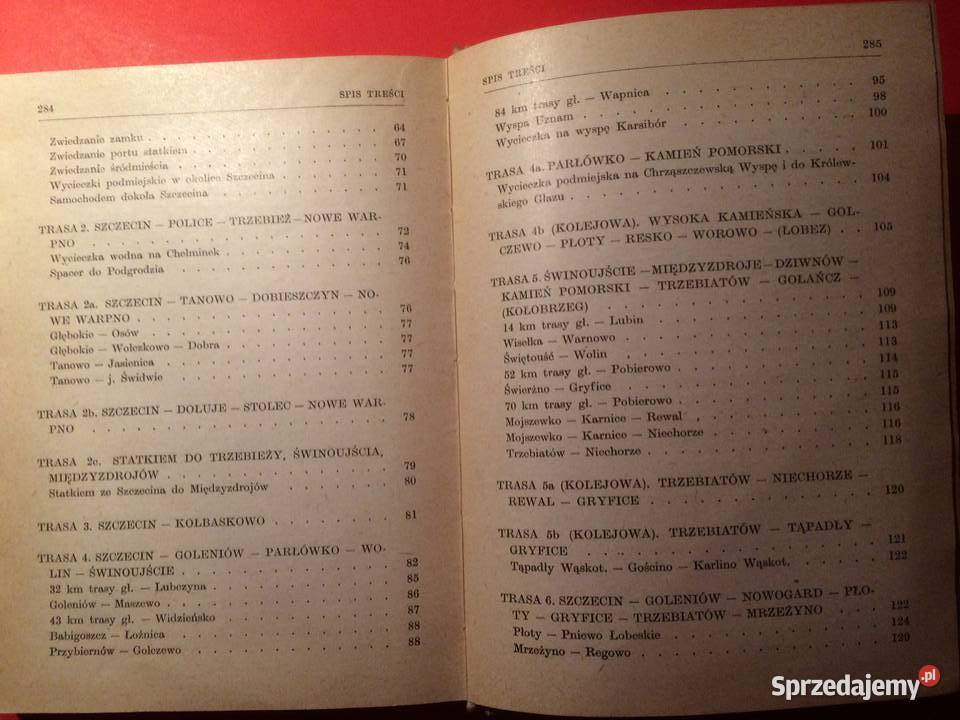 284 SPIS TREŚCI
Zwiedzanie zamku . . . . . . . . . . . . 64
Zwiedzanie portu statkiem . . . . . . . . . . 67
Zwiedzanie śródmieścia . . . . . . . . . . . 70
Wycieczki podmiejskie w okolice Szczecina . . . . . 71
Samochodem dokoła Szczecina . . . . . . . . . 71
TRASA 2. SZCZECIN – POLICE – TRZEBIEŻ – NOWE WAR-
PNO . . . . . . . . . . . . . . . 72
Wycieczka wodna na Chełminek . . . . . . . . . 74
Spacer do Podgrodzia . . . . . . . . . . . 76
TRASA 2a. SZCZECIN – TANOWO – DOBIESZCZYN – NO-
WE WARPNO . . . . . . . . . . . . . 76
Głębokie – Osów . . . . . . . . . . . . 77
Głębokie – Wołczkowo – Dobra . . . . . . . . . 77
Tanowo – Jasienica . . . . . . . . . . . . 77
Tanowo – j. Świdwie . . . . . . . . . . . 77
TRASA 2b. SZCZECIN – DOŁUJE – STOLEC – NOWE WAR-
PNO . . . . . . . . . . . . . . . 78
TRASA 2c. STATKIEM DO TRZEBIEŻY, ŚWINOUJŚCIA,
MIĘDZYZDROJÓW . . . . . . . . . . . . 79
Statkiem ze Szczecina do Międzyzdrojów . . . . . . 80
TRASA 3. SZCZECIN – KOŁBASKOWO . . . . . . . 81
TRASA 4. SZCZECIN – GOLENIÓW – PARŁÓWKO – WO-
LIN – ŚWINOUJŚCIE . . . . . . . . . . . 82
32 km trasy gł. – Lubczyna . . . . . . . . . . 85
Goleniów – Maszewo . . . . . . . . . . . 86
43 km trasy gł. – Widzieńsko . . . . . . . . . 87
Babigoszcz – Łoźnica . . . . . . . . . . . 88
Przybiernów – Golczewo . . . . . . . . . . 88
SPIS TREŚCI 285
84 km trasy gł. – Wapnica . . . . . . . . . . 95
Wyspa Uznam . . . . . . . . . . . . . 98
Wycieczka na wyspę Karsibór . . . . . . . . . 100
TRASA 4a. PARŁÓWKO – KAMIEŃ POMORSKI . . . . . 101
Wycieczka podmiejska na Chrząszczewską Wyspę i do Królew-
skiego Głazu . . . . . . . . . . . . . 104
TRASA 4b (KOLEJOWA). WYSOKA KAMIEŃSKA – GOL-
CZEWO – PŁOTY – RESKO – WOROWO – (ŁOBEZ) . . 105
TRASA 5. ŚWINOUJŚCIE – MIĘDZYZDROJE – DZIWNÓW –
KAMIEŃ POMORSKI – TRZEBIATÓW – GOŁAŃCZ –
(KOŁOBRZEG) . . . . . . . . . . . . 109
14 km trasy gł. – Lubin . . . . . . . . . . . 109
Wisełka – Warnowo . . . . . . . . . . . 113
Świętouść – Wolin . . . . . . . . . . . . 113
52 km trasy gł. – Pobierowo . . . . . . . . . . 114
Świerzno – Gryfice . . . . . . . . . . . . 115
70 km trasy gł. – Pobierowo . . . . . . . . . . 115
Mojszewko – Karnice – Rewal . . . . . . . . . 116
Mojszewko – Karnice – Niechorze . . . . . . . . 116
Trzebiatów – Niechorze . . . . . . . . . . . 118
TRASA 5a (KOLEJOWA). TRZEBIATÓW – NIECHORZE –
REWAL – GRYFICE . . . . . . . . . . . 120
TRASA 5b (KOLEJOWA). TRZEBIATÓW – TĄPADŁY –
GRYFICE . . . . . . . . . . . . . . 121
Tąpadły Wąskot. – Gościno – Karlino Wąskot. . . . . 122
TRASA 6. SZCZECIN – GOLENIÓW – NOWOGARD – PŁO-
TY – GRYFICE – TRZEBIATÓW – MRZEŻYNO . . . . 122
Płoty – Pniewo Łobeskie . . . . . . . . . . 124
Mrzeżyno – Regowo . . . . . . . . . . . 129
Sprzedajemy.pl